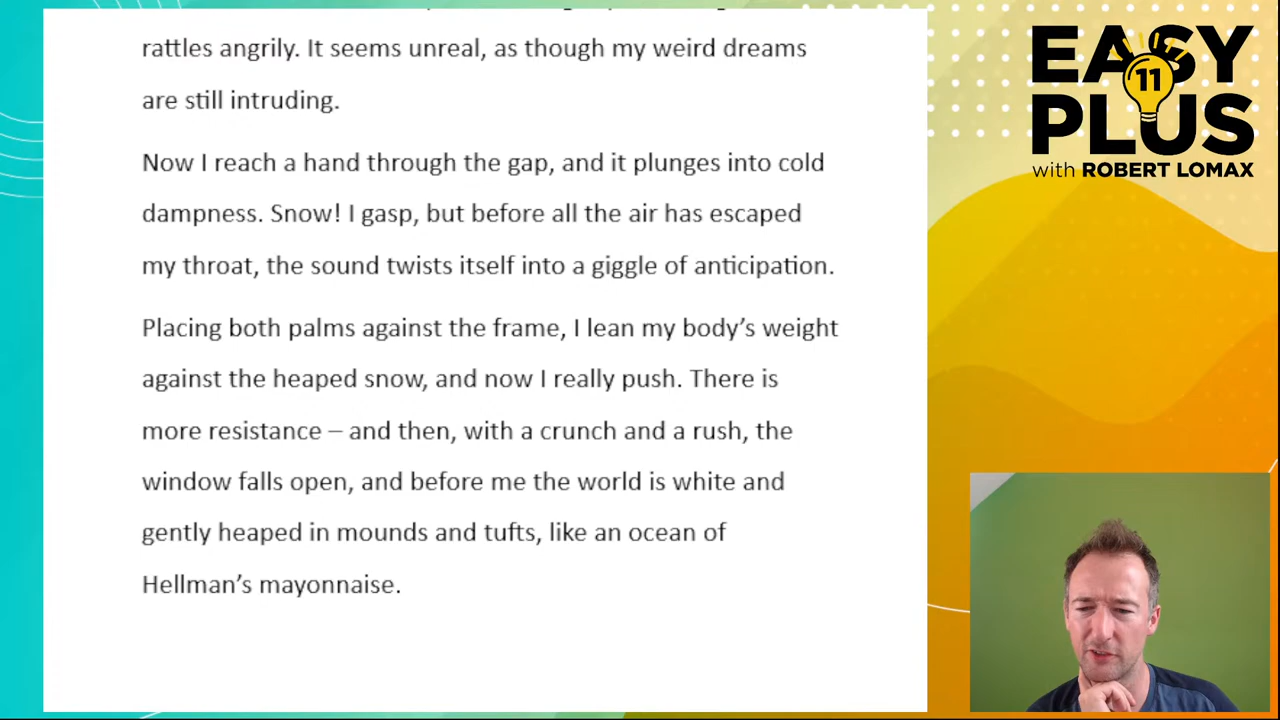 rattles angrily. It seems unreal, as though my weird dreams
are still intruding.
Now I reach a hand through the gap, and it plunges into cold
dampness. Snow! I gasp, but before all the air has escaped
my throat, the sound twists itself into a giggle of anticipation.
Placing both palms against the frame, I lean my body’s weight
against the heaped snow, and now I really push. There is
more resistance – and then, with a crunch and a rush, the
window falls open, and before me the world is white and
gently heaped in mounds and tufts, like an ocean of
Hellman’s mayonnaise.
EASY
11
PLUS
with ROBERT LOMAX